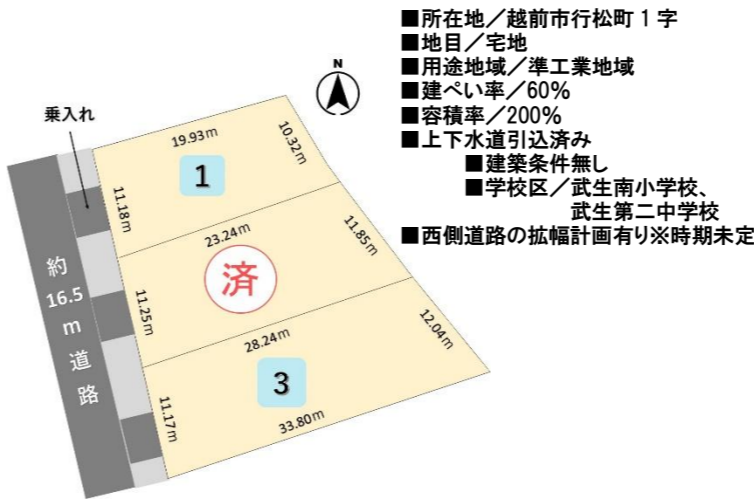 ■所在地／越前市行松町1字
■地目／宅地
■用途地域／準工業地域
■建ぺい率／60%
■容積率／200%
■上下水道引込済み
■建築条件無し
■学校区／武生南小学校、
武生第二中学校
■西側道路の拡幅計画有り※時期未定
N
乗入れ
19.93m
10.32m
1
11.18m
23.24m
11.85m
済
11.25m
28.24m
12.04m
3
11.17m
33.80m
約
16.5
m
道
路